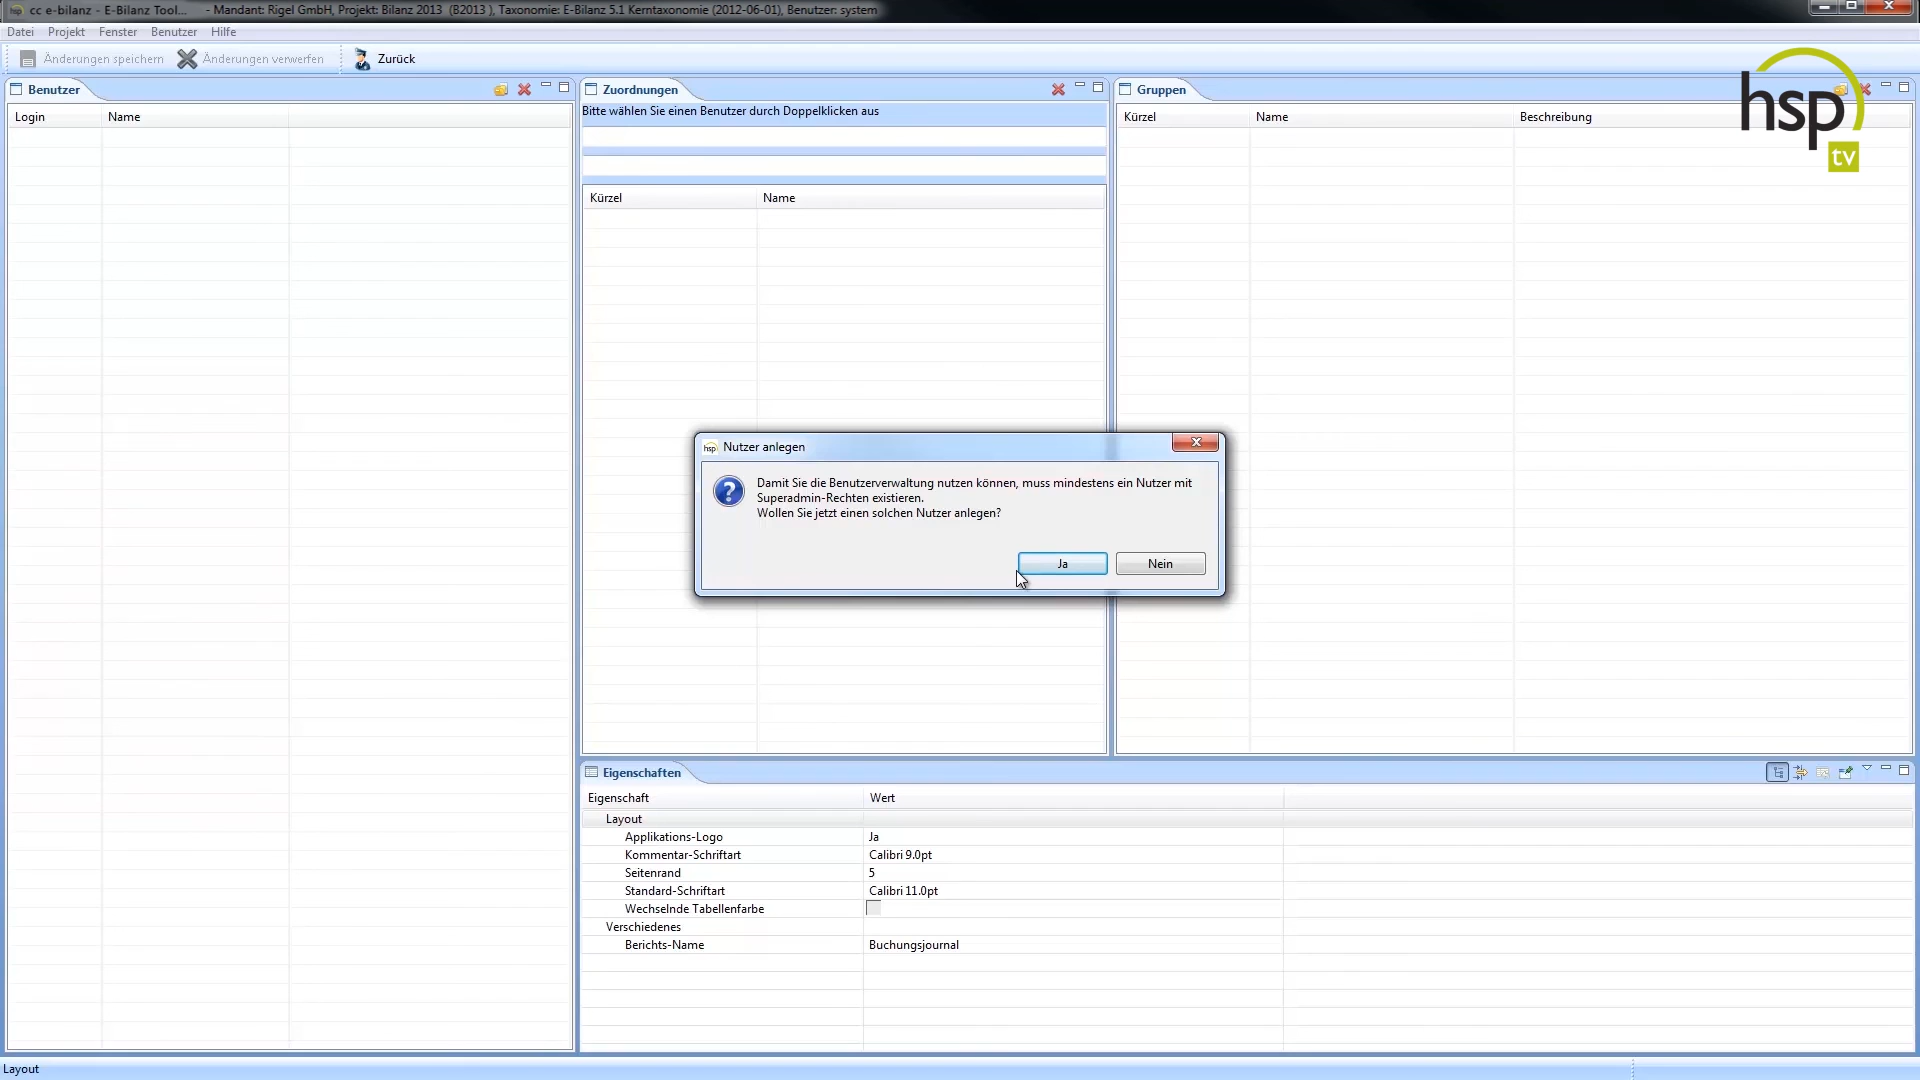 cc e-bilanz - E-Bilanz Tool... - Mandant: Rigel GmbH, Projekt: Bilanz 2013 (B2013 ), Taxonomie: E-Bilanz 5.1 Kerntaxonomie (2012-06-01), Benutzer: system
Datei Projekt Fenster Benutzer Hilfe
Änderungen speichern Änderungen verwerfen Zurück
hsp
tv
Benutzer
Login Name
Zuordnungen
Bitte wählen Sie einen Benutzer durch Doppelklicken aus
Kürzel Name
Gruppen
Kürzel Name Beschreibung
hsp Nutzer anlegen
Damit Sie die Benutzerverwaltung nutzen können, muss mindestens ein Nutzer mit
Superadmin-Rechten existieren.
Wollen Sie jetzt einen solchen Nutzer anlegen?
Ja Nein
Eigenschaften
Eigenschaft Wert
Layout
Applikations-Logo Ja
Kommentar-Schriftart Calibri 9.0pt
Seitenrand 5
Standard-Schriftart Calibri 11.0pt
Wechselnde Tabellenfarbe
Verschiedenes
Berichts-Name Buchungsjournal
Layout